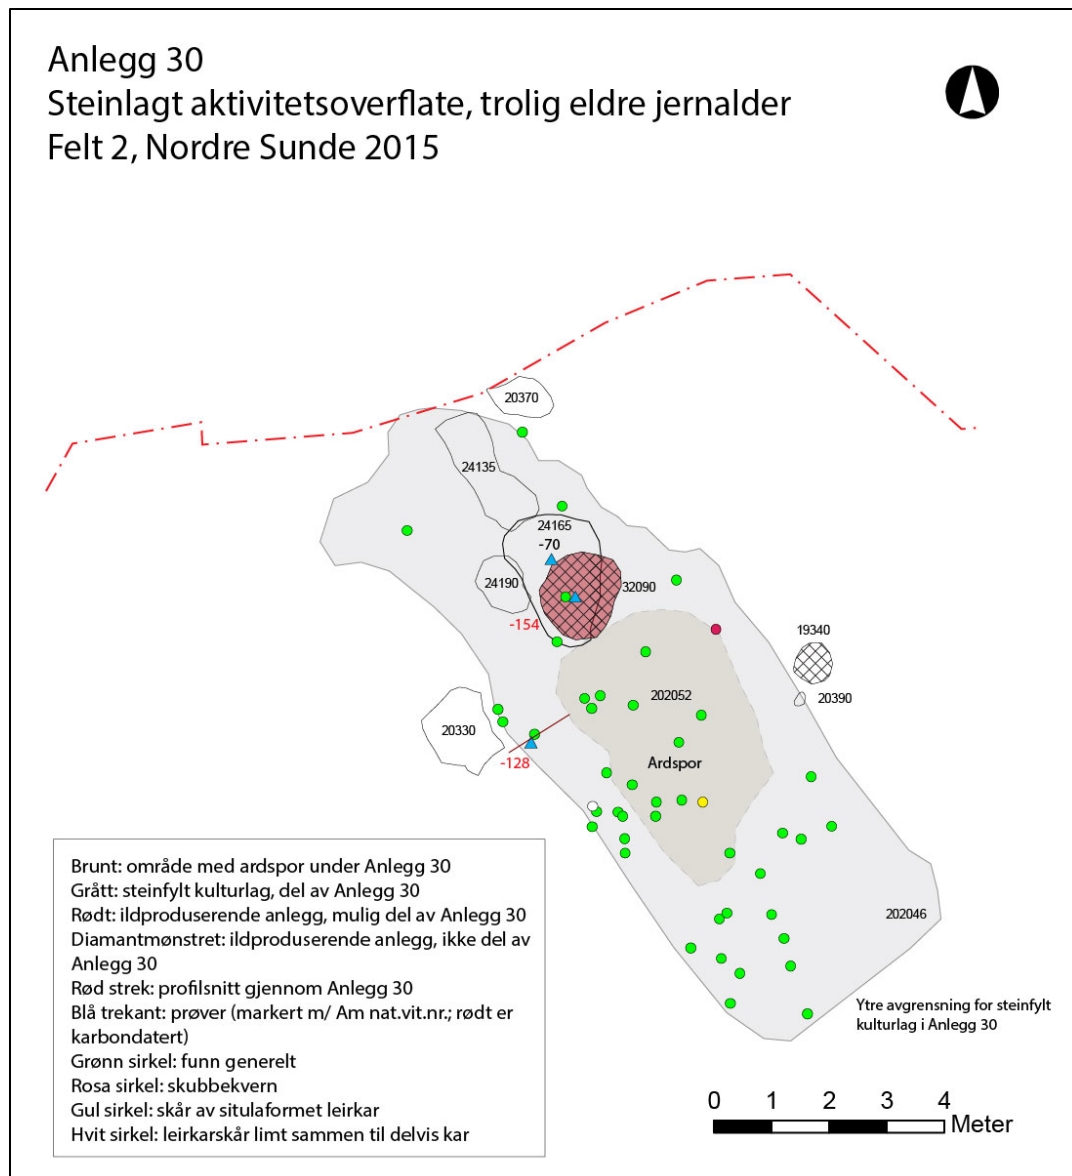 Anlegg 30
Steinlagt aktivitetsoverflate, trolig eldre jernalder
Felt 2, Nordre Sunde 2015
20370
24135
24165
-70
24190
32090
-154
19340
202052
20390
20330
-128
Ardspor
202046
Brunt: område med ardspor under Anlegg 30
Grått: steinfylt kulturlag, del av Anlegg 30
Rødt: ildproduserende anlegg, mulig del av Anlegg 30
Diamantmønstret: ildproduserende anlegg, ikke del av
Anlegg 30
Rød strek: profilsnitt gjennom Anlegg 30
Blå trekant: prøver (markert m/ Am nat.vit.nr.; rødt er
karbondatert)
Grønn sirkel: funn generelt
Rosa sirkel: skubbekvern
Gul sirkel: skår av situlaformet leirkar
Hvit sirkel: leirkarskår limt sammen til delvis kar
Ytre avgrensning for steinfylt
kulturlag i Anlegg 30
0 1 2 3 4
Meter